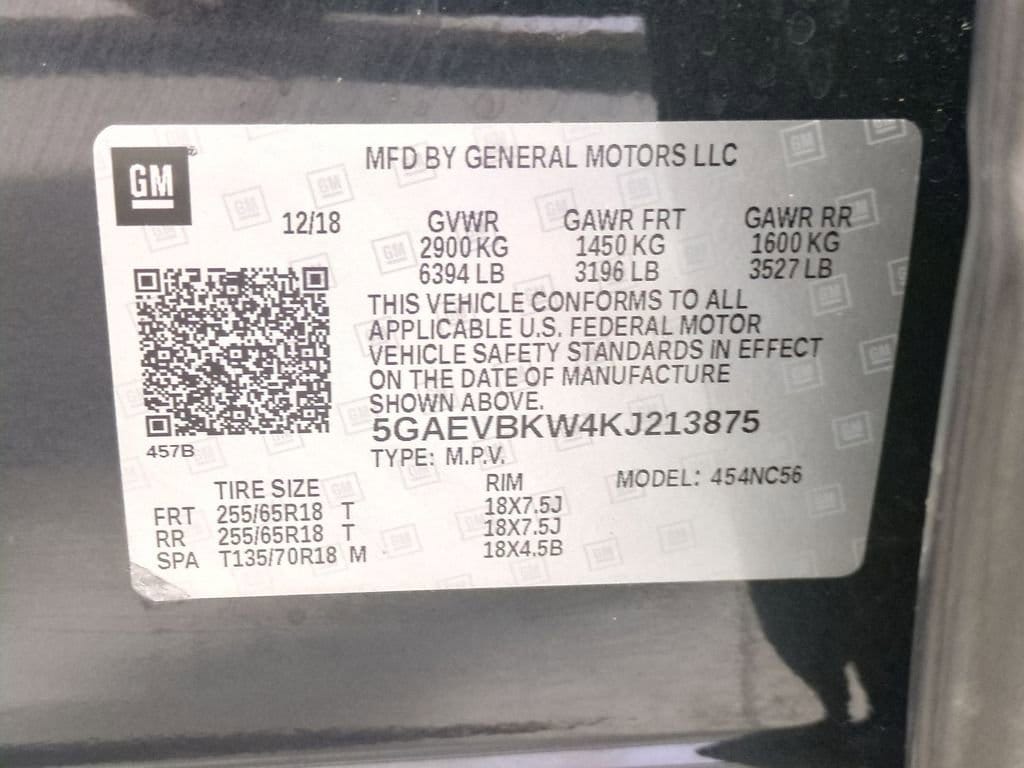 GM
MFD BY GENERAL MOTORS LLC
12/18 GVWR GAWR FRT GAWR RR
2900 KG 1450 KG 1600 KG
6394 LB 3196 LB 3527 LB
THIS VEHICLE CONFORMS TO ALL
APPLICABLE U.S. FEDERAL MOTOR
VEHICLE SAFETY STANDARDS IN EFFECT
ON THE DATE OF MANUFACTURE
SHOWN ABOVE.
5GAEVBKW4KJ213875
457B
TYPE: M.P.V.
TIRE SIZE RIM MODEL: 454NC56
FRT 255/65R18 T 18X7.5J
RR 255/65R18 T 18X7.5J
SPA T135/70R18 M 18X4.5B